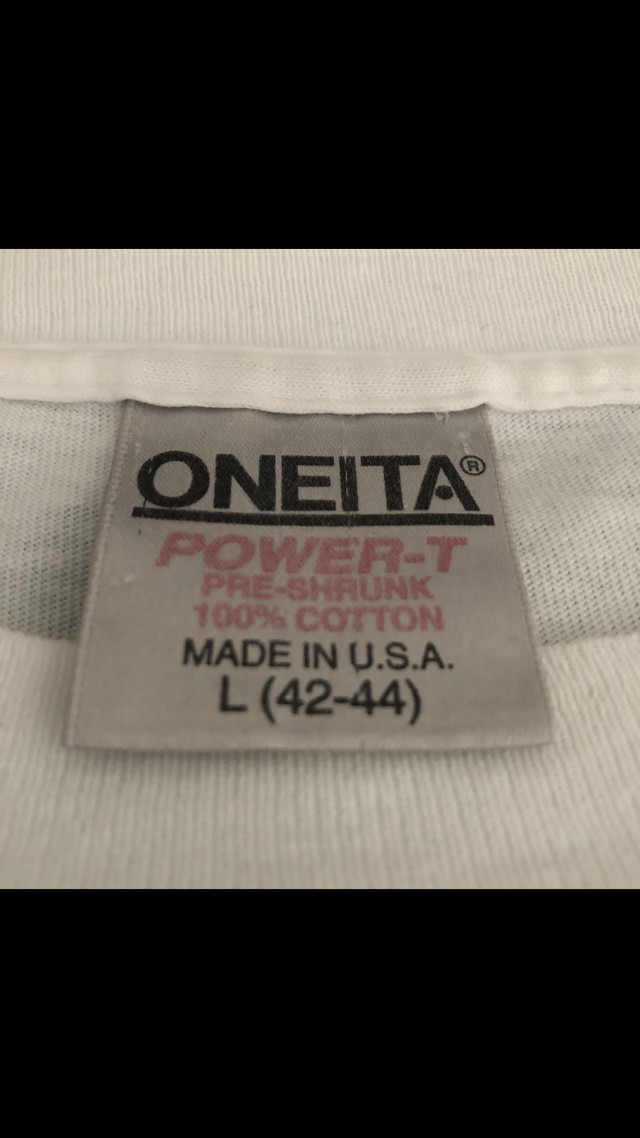 ONEITA®
POWER-T
PRE-SHRUNK
100% COTTON
MADE IN U.S.A.
L (42-44)